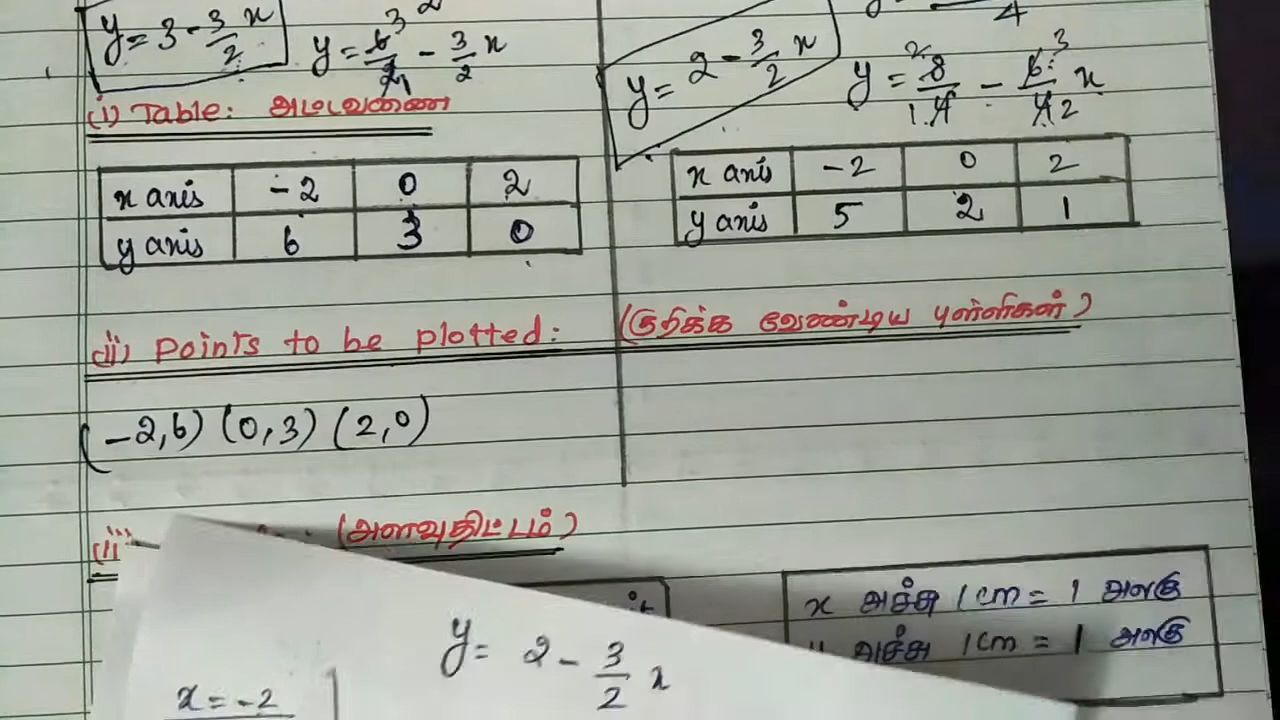 y = 3 - 3/2 x
y = 6/2 - 3/2 x
y = 2 - 3/2 x
y = 8/4 - 6/4 x
(i) Table: அட்டவணை
x axis -2 0 2
y axis 6 3 0
x axis -2 0 2
y axis 5 2 1
(ii) Points to be plotted: (குறிக்க வேண்டிய புள்ளிகள்)
(-2,6) (0,3) (2,0)
(iii) (அளவுதிட்டம்)
x அச்சு 1cm = 1 அலகு
y அச்சு 1cm = 1 அலகு
y = 2 - 3/2 x
x = -2